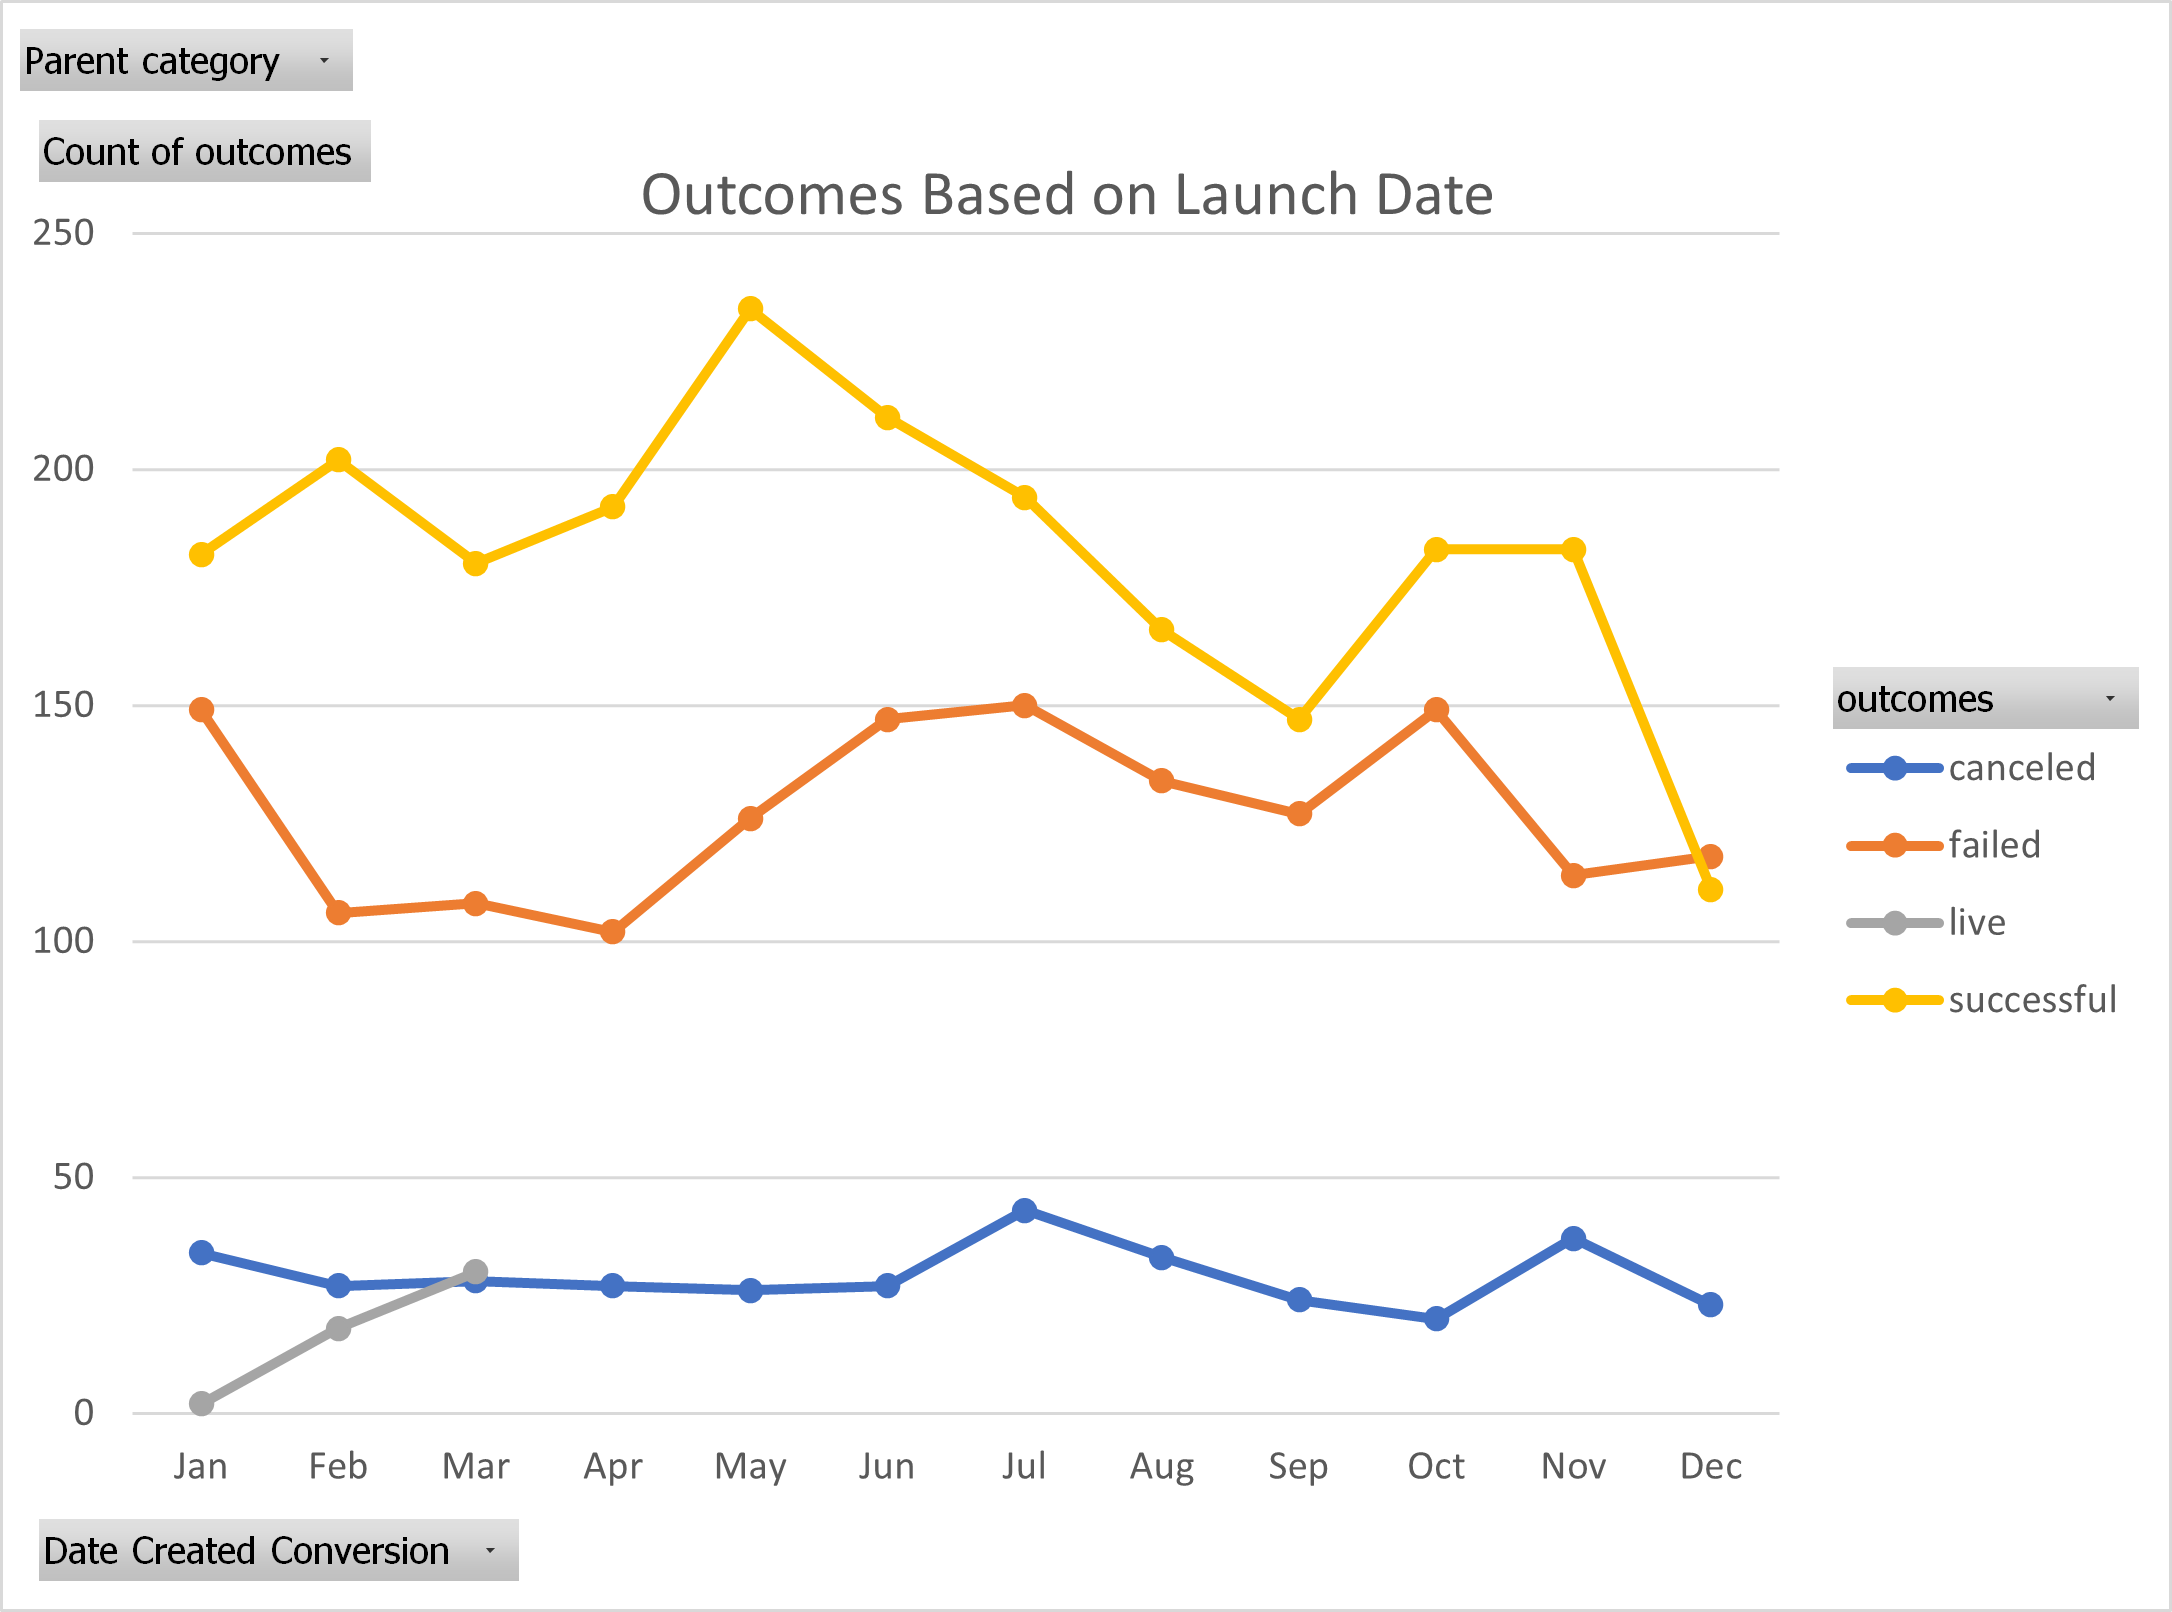 Parent category
Count of outcomes
Outcomes Based on Launch Date
250
200
150
100
50
0
Jan Feb Mar Apr May Jun Jul Aug Sep Oct Nov Dec
outcomes
canceled
failed
live
successful
Date Created Conversion